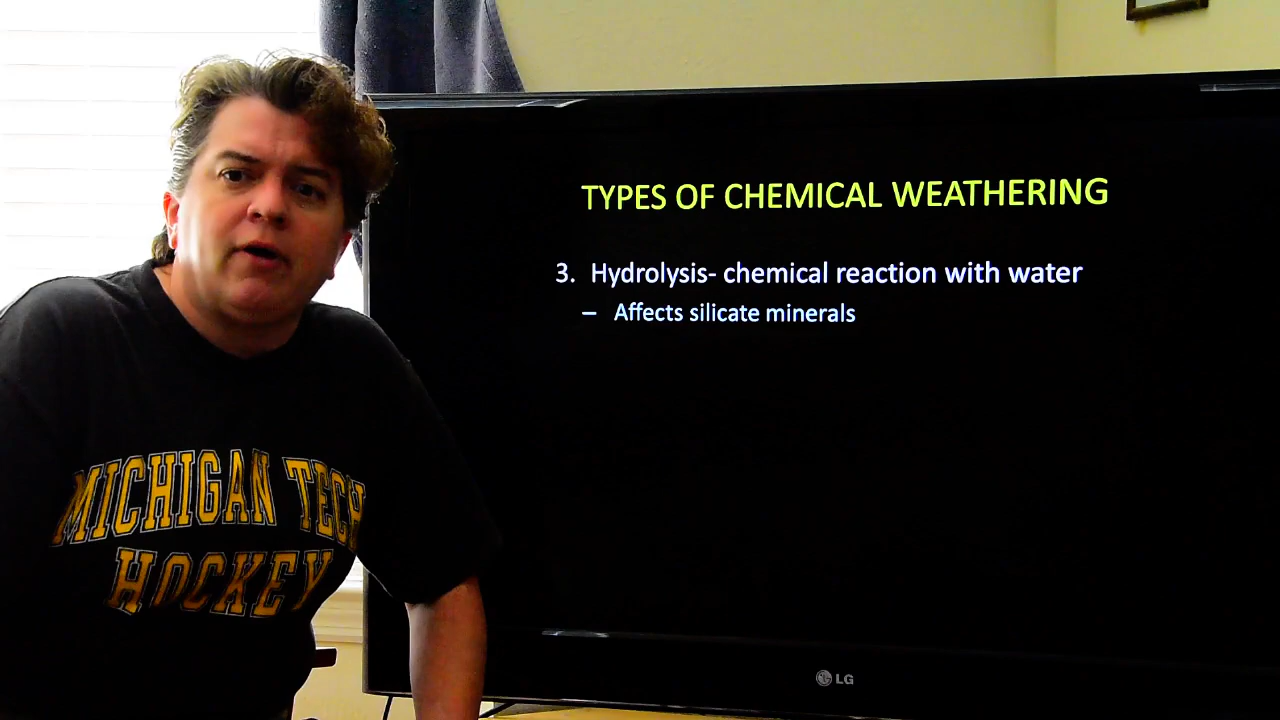 TYPES OF CHEMICAL WEATHERING
3. Hydrolysis- chemical reaction with water
– Affects silicate minerals
MICHIGAN TECH
HOCKEY
LG